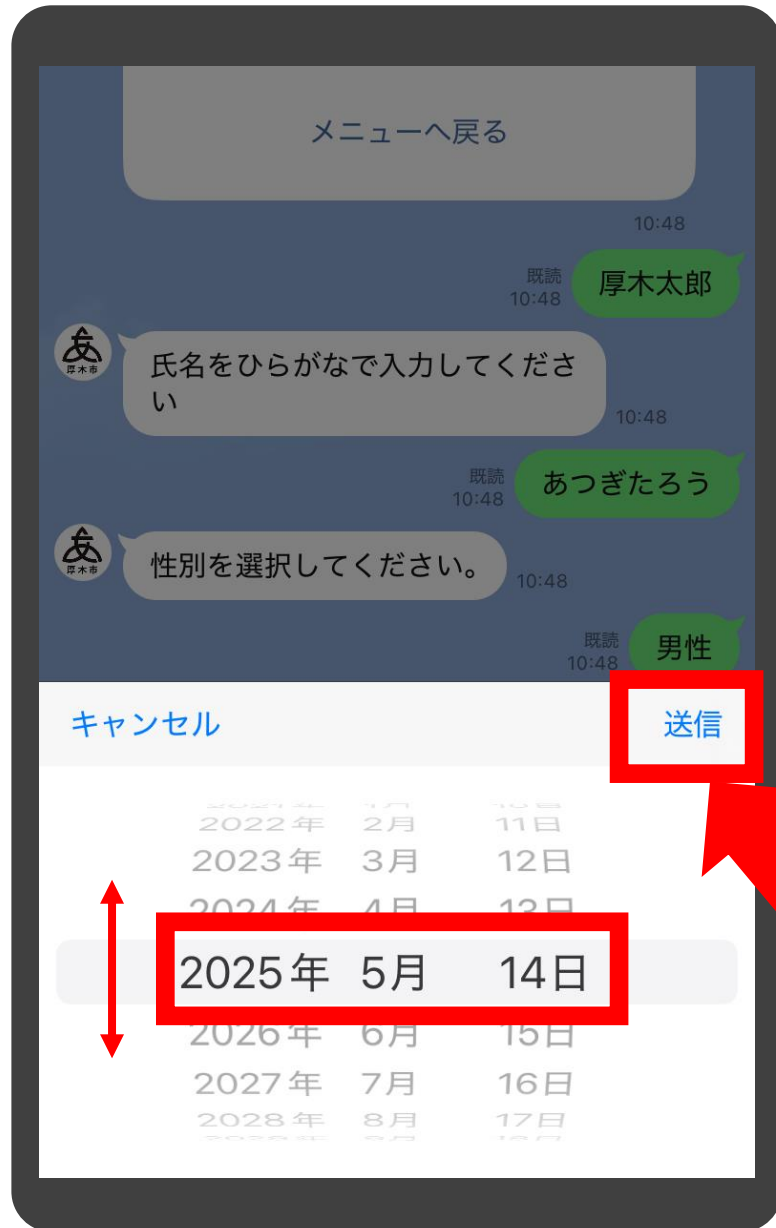 メニューへ戻る
10:48
既読
10:48
厚木太郎
厚木市
氏名をひらがなで入力してくださ
い
10:48
既読
10:48
あつぎたろう
厚木市
性別を選択してください。
10:48
既読
10:48
男性
キャンセル
送信
2022年 2月 11日
2023年 3月 12日
2024年 4月 13日
2025年 5月 14日
2026年 6月 15日
2027年 7月 16日
2028年 8月 17日